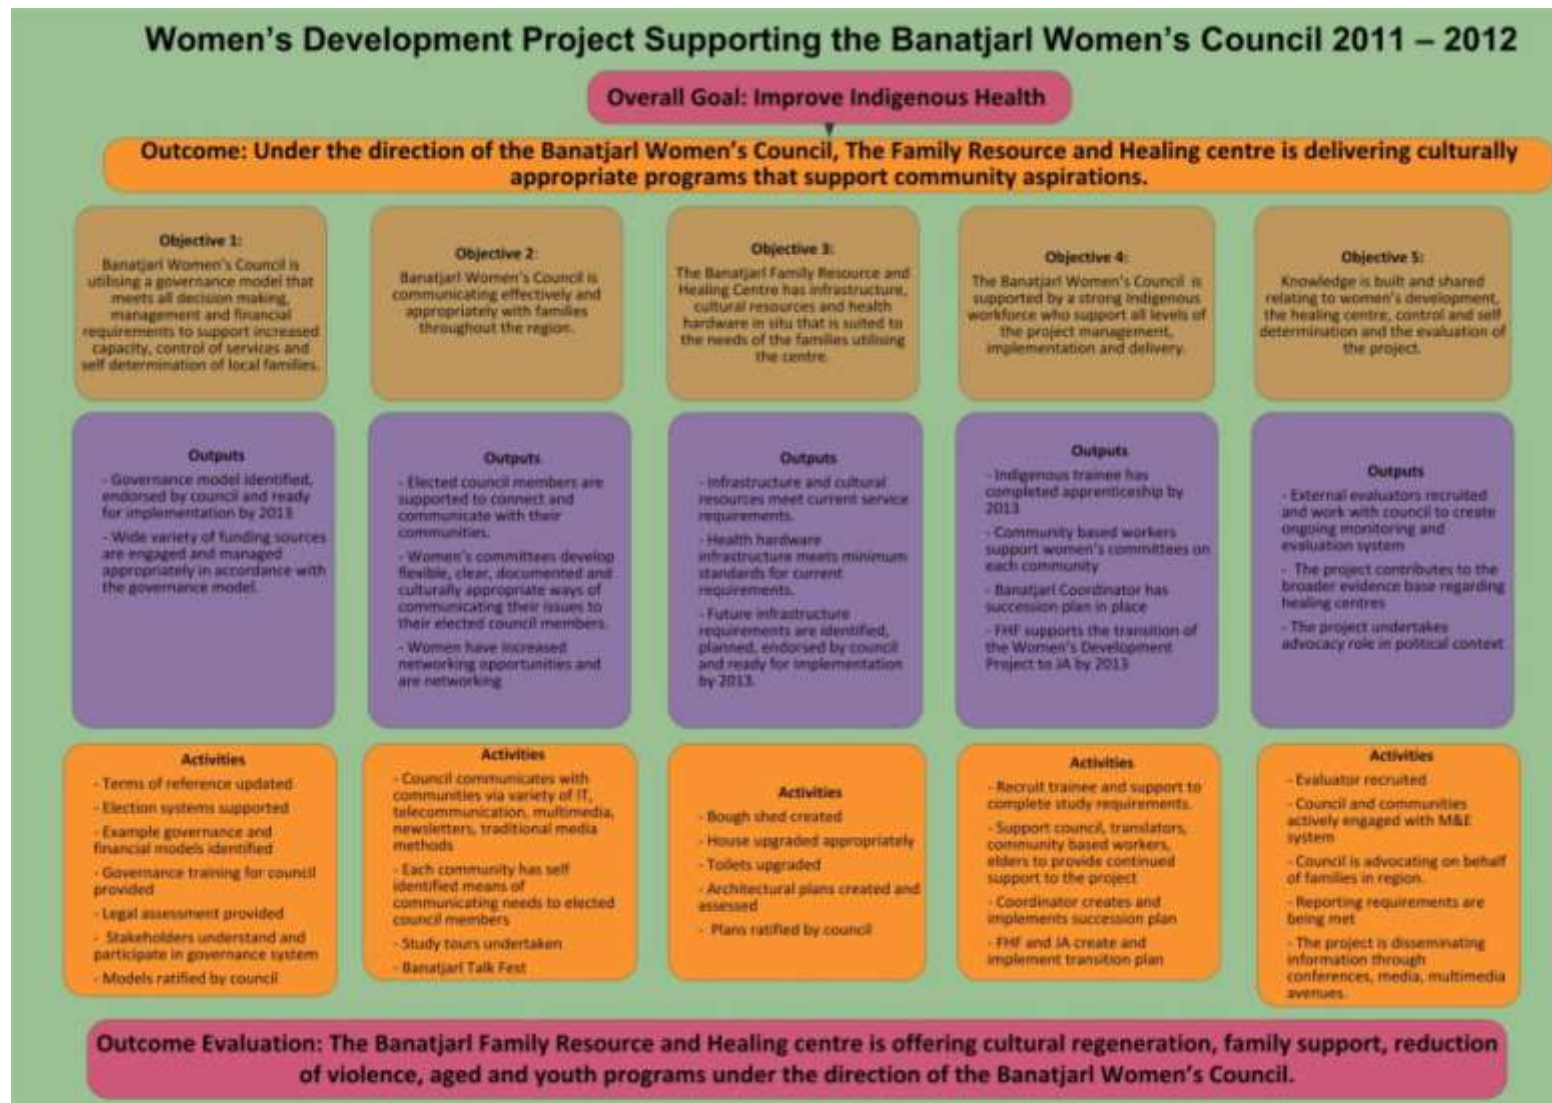 Women's Development Project Supporting the Banatjarl Women's Council 2011 – 2012
Overall Goal: Improve Indigenous Health
Outcome: Under the direction of the Banatjarl Women's Council, The Family Resource and Healing centre is delivering culturally
appropriate programs that support community aspirations.
Objective 1:
Banatjarl Women's Council is
utilising a governance model that
meets all decision making,
management and financial
requirements to support increased
capacity, control of services and
self determination of local families.
Objective 2:
Banatjarl Women's Council is
communicating effectively and
appropriately with families
throughout the region.
Objective 3:
The Banatjarl Family Resource and
Healing Centre has infrastructure,
cultural resources and health
hardware in situ that is suited to
the needs of the families utilising
the centre.
Objective 4:
The Banatjarl Women's Council is
supported by a strong Indigenous
workforce who support all levels of
the project management,
implementation and delivery.
Objective 5:
Knowledge is built and shared
relating to women's development,
the healing centre, control and self
determination and the evaluation of
the project.
Outputs
- Governance model identified,
endorsed by council and ready
for implementation by 2013
- Wide variety of funding sources
are engaged and managed
appropriately in accordance with
the governance model.
Outputs
- Elected council members are
supported to connect and
communicate with their
communities.
- Women's committees develop
flexible, clear, documented and
culturally appropriate ways of
communicating their issues to
their elected council members.
- Women have increased
networking opportunities and
are networking
Outputs
- Infrastructure and cultural
resources meet current service
requirements.
- Health hardware
infrastructure meets minimum
standards for current
requirements.
- Future infrastructure
requirements are identified,
planned, endorsed by council
and ready for implementation
by 2013.
Outputs
- Indigenous trainee has
completed apprenticeship by
2013
- Community based workers
support women's committees on
each community
- Banatjarl Coordinator has
succession plan in place
- FHF supports the transition of
the Women's Development
Project to JA by 2013
Outputs
- External evaluators recruited
and work with council to create
ongoing monitoring and
evaluation system
- The project contributes to the
broader evidence base regarding
healing centres
- The project undertakes
advocacy role in political context
Activities
- Terms of reference updated
- Election systems supported
- Example governance and
financial models identified
- Governance training for council
provided
- Legal assessment provided
- Stakeholders understand and
participate in governance system
- Models ratified by council
Activities
- Council communicates with
communities via variety of IT,
telecommunication, multimedia,
newsletters, traditional media
methods
- Each community has self
identified means of
communicating needs to elected
council members
- Study tours undertaken
- Banatjarl Talk Fest
Activities
- Bough shed created
- House upgraded appropriately
- Toilets upgraded
- Architectural plans created and
assessed
- Plans ratified by council
Activities
- Recruit trainee and support to
complete study requirements.
- Support council, translators,
community based workers,
elders to provide continued
support to the project
- Coordinator creates and
implements succession plan
- FHF and JA create and
implement transition plan
Activities
- Evaluator recruited
- Council and communities
actively engaged with M&E
system
- Council is advocating on behalf
of families in region.
- Reporting requirements are
being met
- The project is disseminating
information through
conferences, media, multimedia
avenues.
Outcome Evaluation: The Banatjarl Family Resource and Healing centre is offering cultural regeneration, family support, reduction
of violence, aged and youth programs under the direction of the Banatjarl Women's Council.